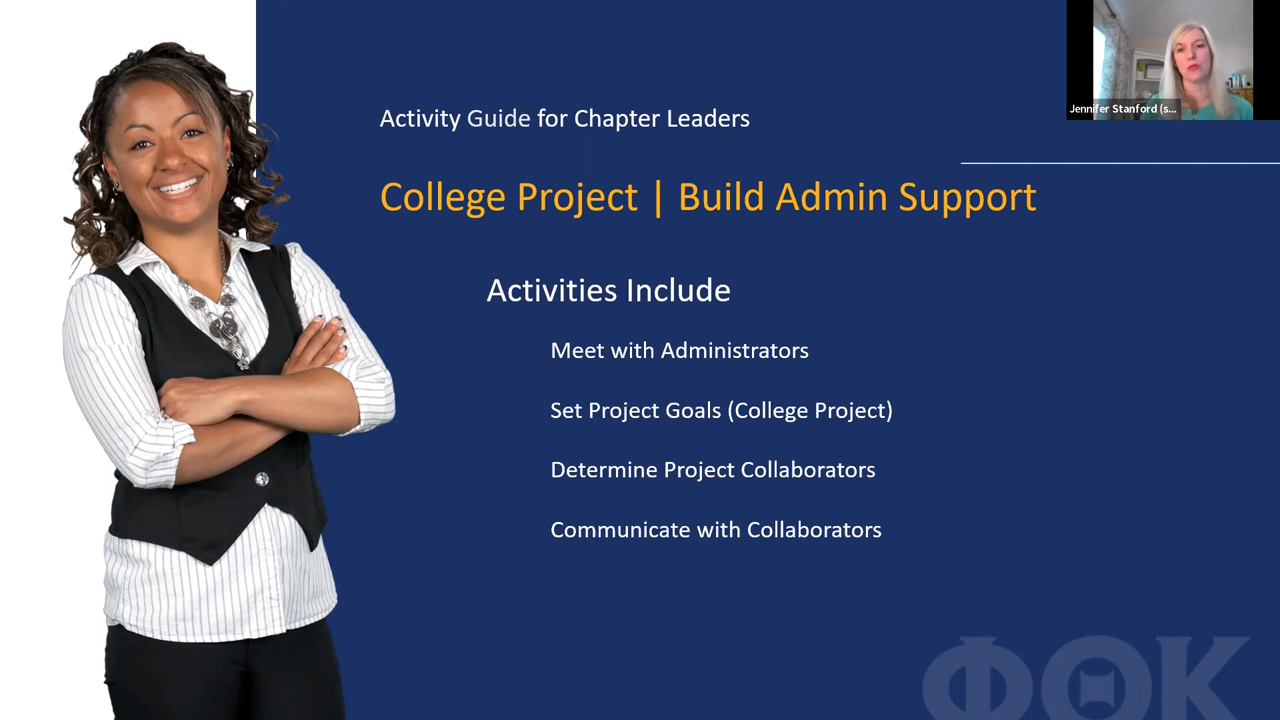 Jennifer Stanford (s...
Activity Guide for Chapter Leaders
College Project | Build Admin Support
Activities Include
Meet with Administrators
Set Project Goals (College Project)
Determine Project Collaborators
Communicate with Collaborators
ΦΘΚ